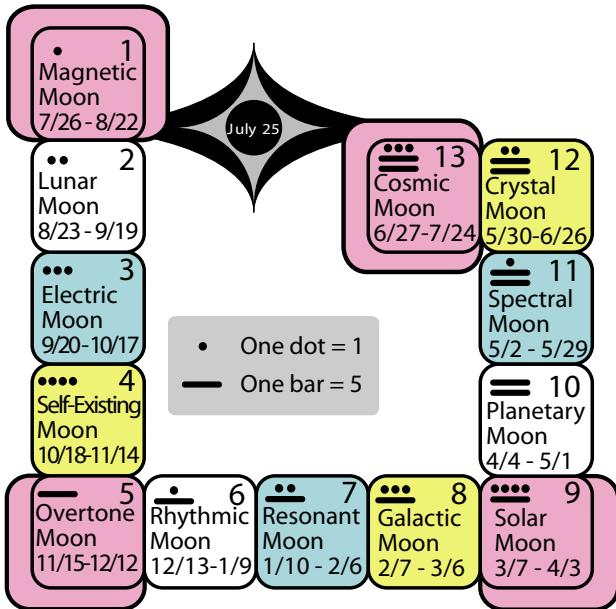 1
Magnetic
Moon
7/26 - 8/22
July 25
2
Lunar
Moon
8/23 - 9/19
3
Electric
Moon
9/20 - 10/17
4
Self-Existing
Moon
10/18-11/14
5
Overtone
Moon
11/15-12/12
6
Rhythmic
Moon
12/13-1/9
7
Resonant
Moon
1/10 - 2/6
8
Galactic
Moon
2/7 - 3/6
9
Solar
Moon
3/7 - 4/3
10
Planetary
Moon
4/4 - 5/1
11
Spectral
Moon
5/2 - 5/29
12
Crystal
Moon
5/30-6/26
13
Cosmic
Moon
6/27-7/24
One dot = 1
One bar = 5